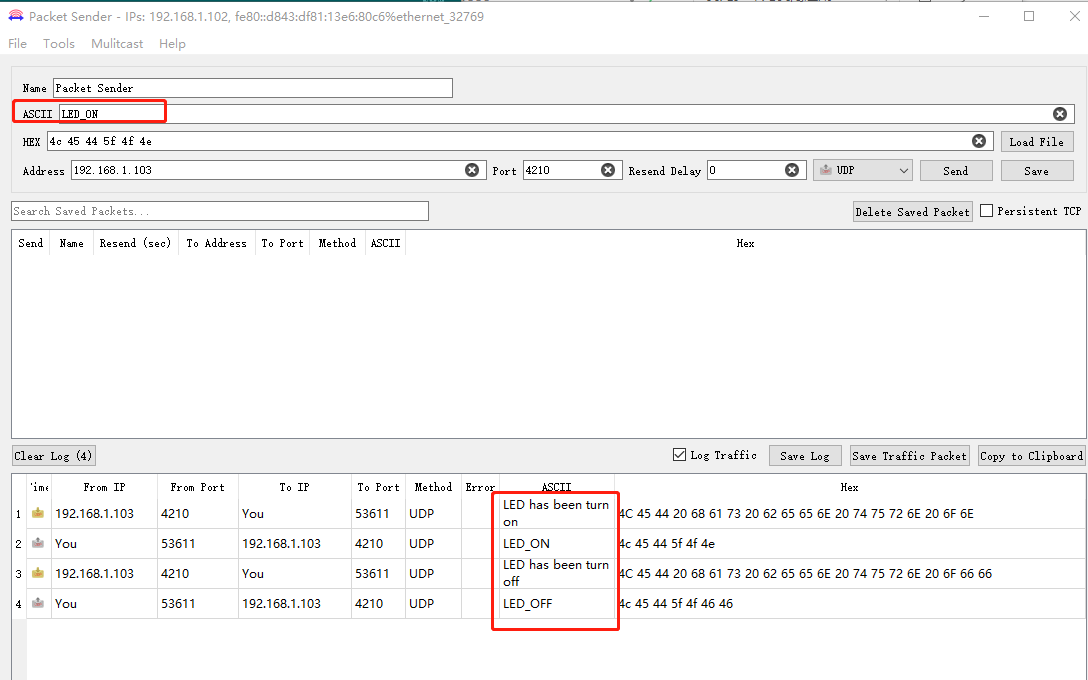 Packet Sender - IPs: 192.168.1.102, fe80::d843:df81:13e6:80c6%ethernet_32769
File Tools Mulitcast Help
Name Packet Sender
ASCII LED_ON
HEX 4c 45 44 5f 4f 4e Load File
Address 192.168.1.103 Port 4210 Resend Delay 0 UDP Send Save
Search Saved Packets... Delete Saved Packet Persistent TCP
Send Name Resend (sec) To Address To Port Method ASCII Hex
Clear Log (4) Log Traffic Save Log Save Traffic Packet Copy to Clipboard
From IP From Port To IP To Port Method Error ASCII Hex
1 192.168.1.103 4210 You 53611 UDP LED has been turn on 4C 45 44 20 68 61 73 20 62 65 65 6E 20 74 75 72 6E 20 6F 6E
2 You 53611 192.168.1.103 4210 UDP LED_ON 4c 45 44 5f 4f 4e
3 192.168.1.103 4210 You 53611 UDP LED has been turn off 4C 45 44 20 68 61 73 20 62 65 65 6E 20 74 75 72 6E 20 6F 66 66
4 You 53611 192.168.1.103 4210 UDP LED_OFF 4c 45 44 5f 4f 46 46